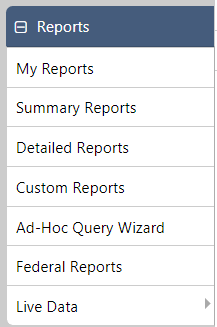 Reports
My Reports
Summary Reports
Detailed Reports
Custom Reports
Ad-Hoc Query Wizard
Federal Reports
Live Data